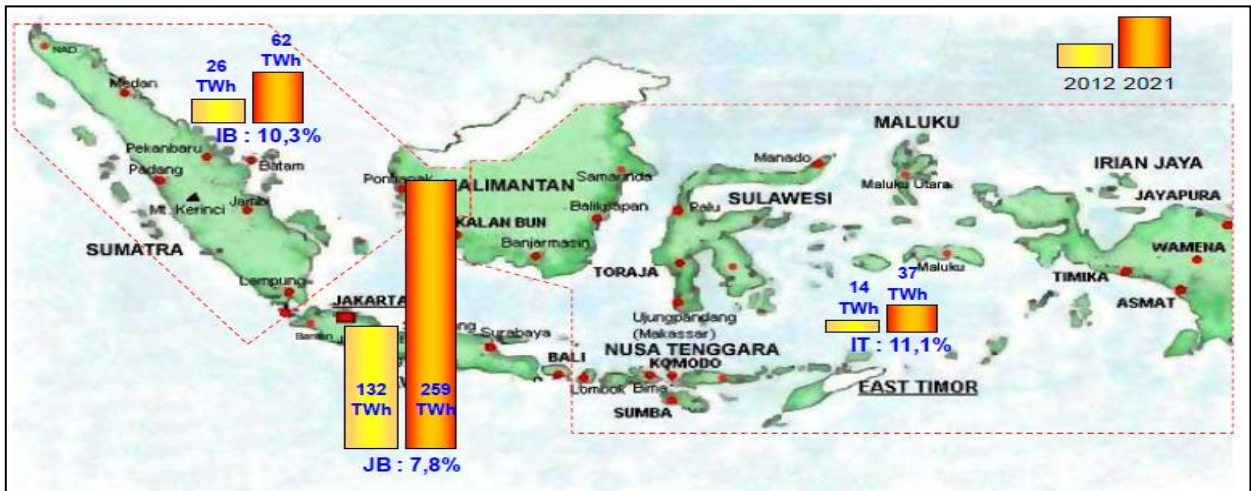 62
TWh
26
TWh
2012 2021
NAD
Medan
IB : 10,3%
MALUKU
Pekanbaru
Batam
Padang
Manado
IRIAN JAYA
Samarinda
Maluku Utara
KALIMANTAN
JAYAPURA
Mt. Kerinci
Jambi
SULAWESI
Palu
Balikpapan
KALAN BUN
SUMATRA
Banjarmasin
WAMENA
TORAJA
Maluku
TIMIKA
Lampung
14
TWh
37
TWh
ASMAT
JAKARTA
Ujungpandang
(Makassar)
Surabaya
IT : 11,1%
NUSA TENGGARA
BALI
KOMODO
Lombok
Bima
EAST TIMOR
132
TWh
259
TWh
SUMBA
JB : 7,8%